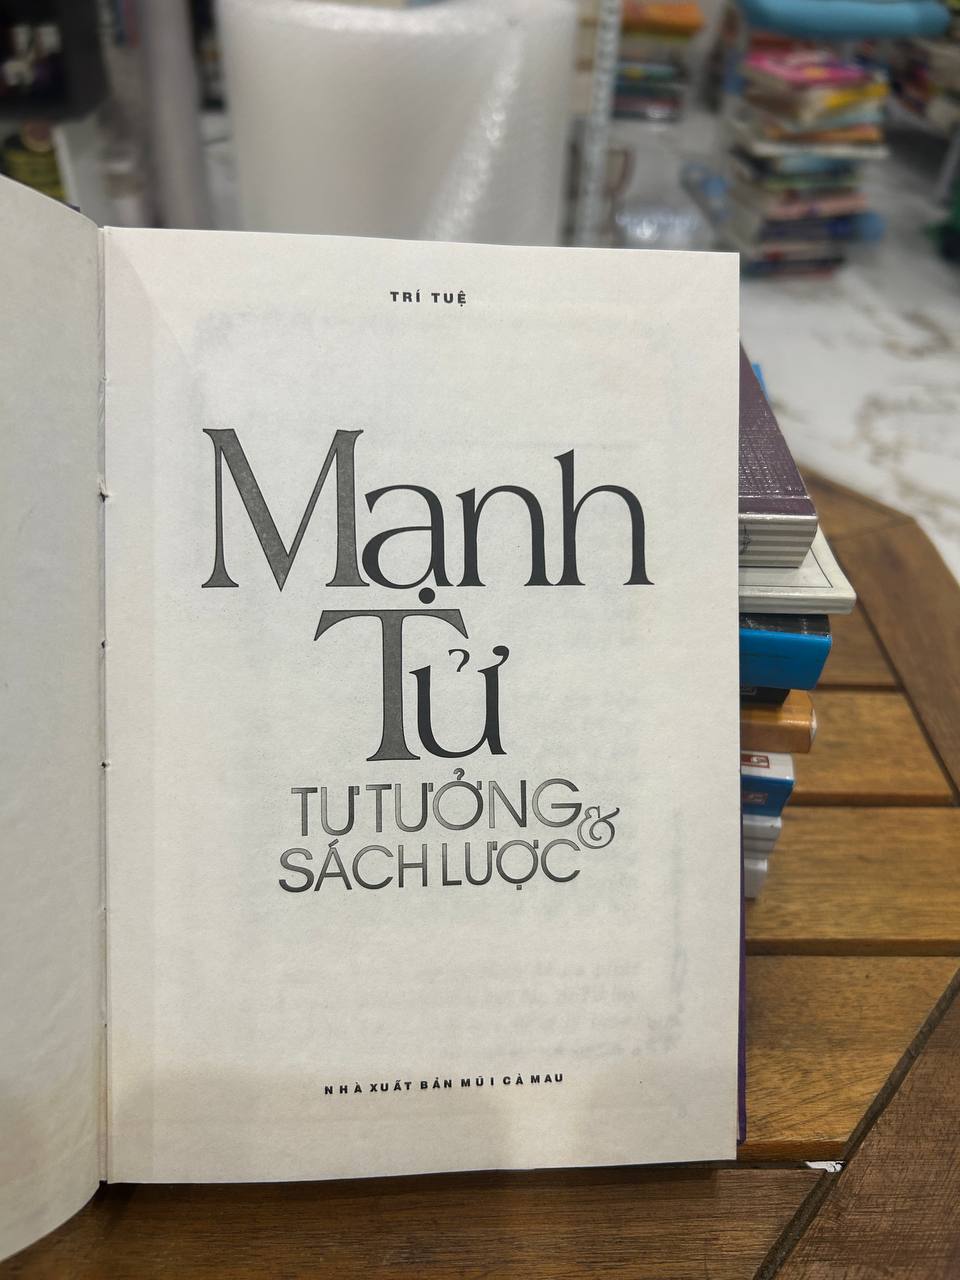 TRÍ TUỆ
Mạnh
Tử
TƯ TƯỞNG &
SÁCH LƯỢC
NHÀ XUẤT BẢN MŨI CÀ MAU